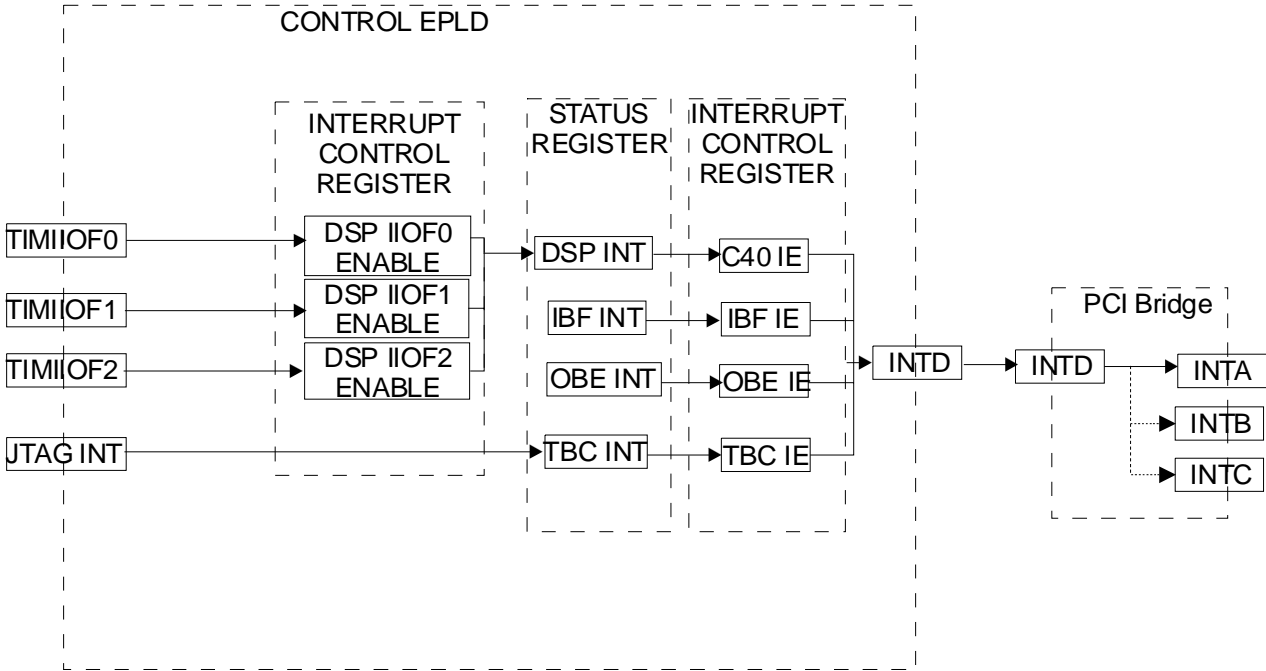 CONTROL EPLD
INTERRUPT
CONTROL
REGISTER
STATUS
REGISTER
INTERRUPT
CONTROL
REGISTER
TIMIIOF0
DSP IIOF0
ENABLE
DSP INT
C40 IE
TIMIIOF1
DSP IIOF1
ENABLE
IBF INT
IBF IE
PCI Bridge
TIMIIOF2
DSP IIOF2
ENABLE
OBE INT
OBE IE
INTD
INTD
INTA
INTB
JTAG INT
TBC INT
TBC IE
INTC